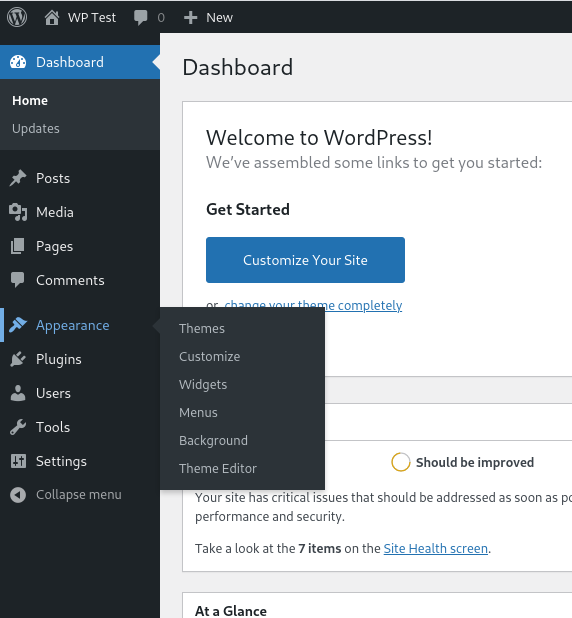 WP Test 0 New
Dashboard
Home
Updates
Posts
Media
Pages
Comments
Appearance
Plugins
Users
Tools
Settings
Collapse menu
Themes
Customize
Widgets
Menus
Background
Theme Editor
Dashboard
Welcome to WordPress!
We've assembled some links to get you started:
Get Started
Customize Your Site
or, change your theme completely
Should be improved
Your site has critical issues that should be addressed as soon as
performance and security.
Take a look at the 7 items on the Site Health screen.
At a Glance